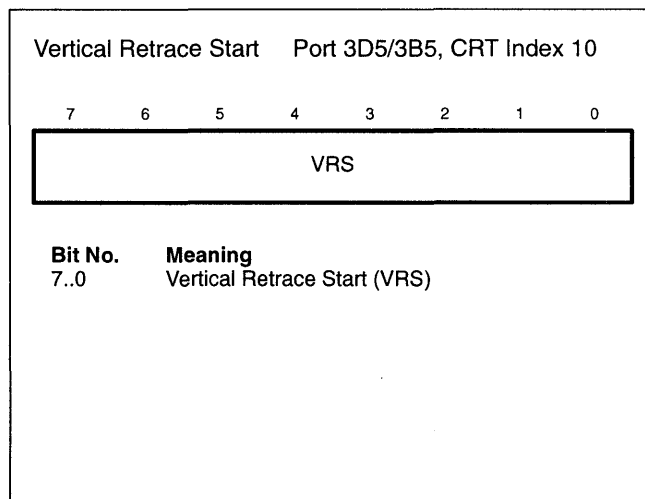 Vertical Retrace Start Port 3D5/3B5, CRT Index 10
7 6 5 4 3 2 1 0
VRS
Bit No. Meaning
7..0 Vertical Retrace Start (VRS)